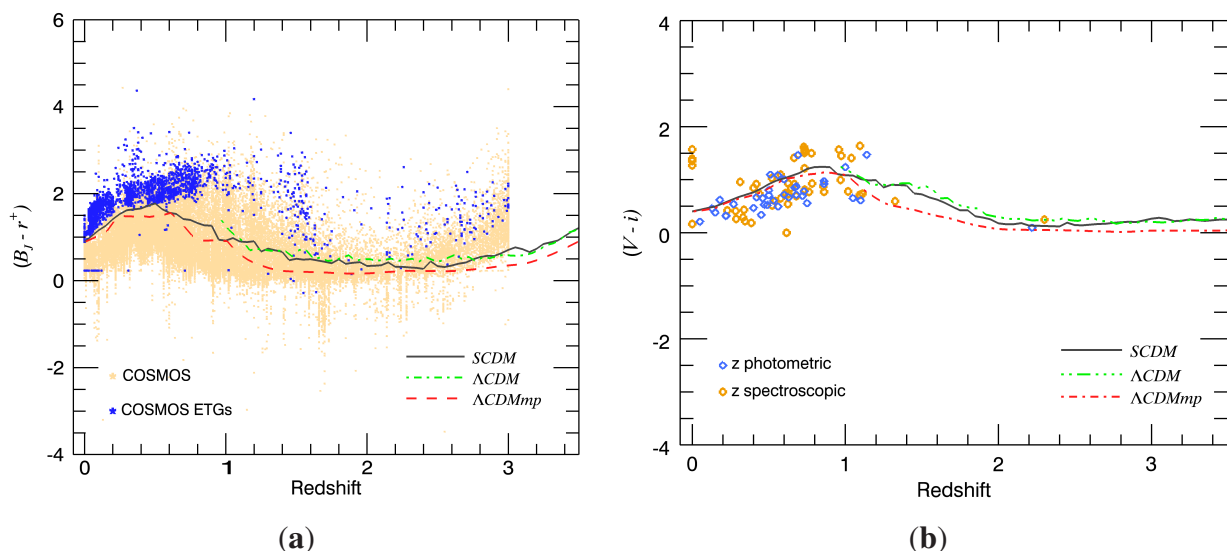 6
4
2
0
-2
-4
(B_J - r^+)
COSMOS
COSMOS ETGs
SCDM
ΛCDM
ΛCDMmp
0 1 2 3
Redshift
(a)
4
2
0
-2
-4
(V - i)
z photometric
z spectroscopic
SCDM
ΛCDM
ΛCDMmp
0 1 2 3
Redshift
(b)